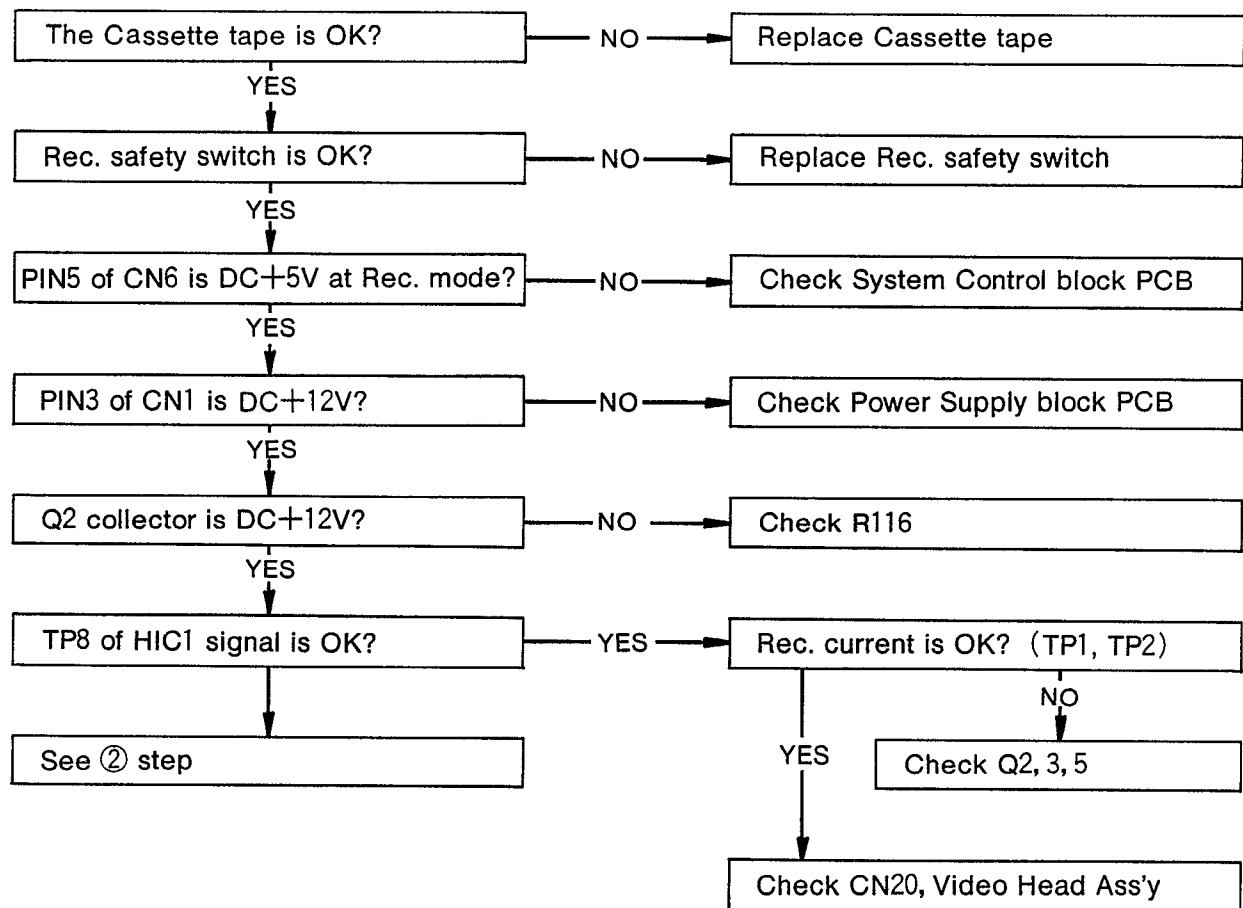 The Cassette tape is OK?
NO
Replace Cassette tape
YES
Rec. safety switch is OK?
NO
Replace Rec. safety switch
YES
PIN5 of CN6 is DC+5V at Rec. mode?
NO
Check System Control block PCB
YES
PIN3 of CN1 is DC+12V?
NO
Check Power Supply block PCB
YES
Q2 collector is DC+12V?
NO
Check R116
YES
TP8 of HIC1 signal is OK?
YES
Rec. current is OK? (TP1, TP2)
NO
YES
See ② step
Check Q2, 3, 5
Check CN20, Video Head Ass'y